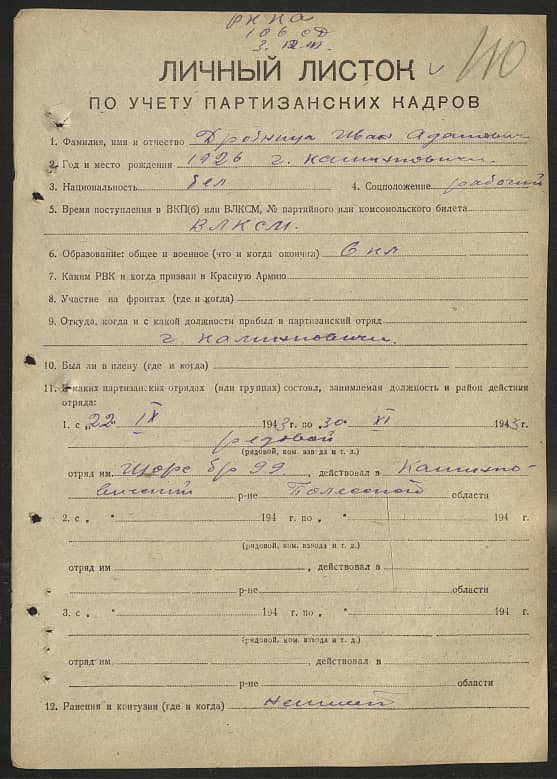 РККА
106 СД
3. XII.
110
ЛИЧНЫЙ ЛИСТОК
ПО УЧЕТУ ПАРТИЗАНСКИХ КАДРОВ
1. Фамилия, имя и отчество Дробница Иван Адамович
2. Год и место рождения 1926 г. Калинковичи.
3. Национальность бел 4. Соцположение рабочий
5. Время поступления в ВКП(б) или ВЛКСМ, № партийного или комсомольского билета
ВЛКСМ.
6. Образование: общее и военное (что и когда окончил) 6 кл
7. Каким РВК и когда призван в Красную Армию
8. Участие на фронтах (где и когда)
9. Откуда, когда и с какой должности прибыл в партизанский отряд
г. Калинковичи.
10. Был ли в плену (где и когда)
11. В каких партизанских отрядах (или группах) состоял, занимаемая должность и район действия
отряда:
1. с „22 IX 1943 г. по 30 XI 1943 г.
рядовой
(рядовой, ком. взвода и т. д.)
отряд им. Щорс бр 99, действовал в Калинко-
вичский р-не Полесской области
2. с „ " 194 г. по „ " 194 г.
(рядовой, ком. взвода и т. д.)
отряд им , действовал в
р-не области
3. с „ " 194 г. по „ " 194 г.
(рядовой, ком. взвода и т. д.)
отряд им. , действовал в
р-не области
12. Ранения и контузии (где и когда)